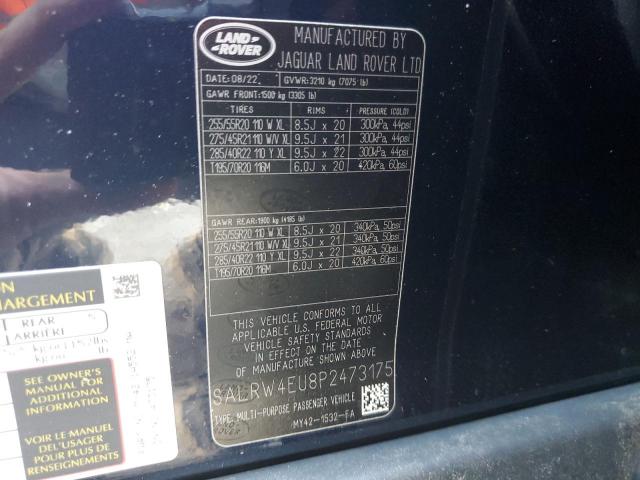 LAND ROVER
MANUFACTURED BY
JAGUAR LAND ROVER LTD
DATE: 08/22 GVWR: 3210 kg (7075 lb)
GAWR FRONT: 1500 kg (3305 lb)
TIRES RIMS PRESSURE (COLD)
255/55R20 110 W XL 8.5J x 20 300kPa, 44psi
275/45R21 110 W/V XL 9.5J x 21 300kPa, 44psi
285/40R22 110 Y XL 9.5J x 22 300kPa, 44psi
T195/70R20 116M 6.0J x 20 420kPa, 60psi
GAWR REAR: 1900 kg (4185 lb)
255/55R20 110 W XL 8.5J x 20 340kPa, 50psi
275/45R21 110 W/V XL 9.5J x 21 340kPa, 50psi
285/40R22 110 Y XL 9.5J x 22 340kPa, 50psi
T195/70R20 116M 6.0J x 20 420kPa, 60psi
THIS VEHICLE CONFORMS TO ALL
APPLICABLE U.S. FEDERAL MOTOR
VEHICLE SAFETY STANDARDS
IN EFFECT ON THE DATE OF
MANUFACTURE SHOWN ABOVE
SALRW4EU8P2473175
TYPE: MULTI-PURPOSE PASSENGER VEHICLE
MY42-1532-FA
ON
HARGEMENT
REAR 5
ARRIÈRE
lbs
lb
SEE OWNER'S
MANUAL FOR
ADDITIONAL
INFORMATION
VOIR LE MANUEL
DE L'USAGER
POUR PLUS DE
RENSEIGNEMENTS